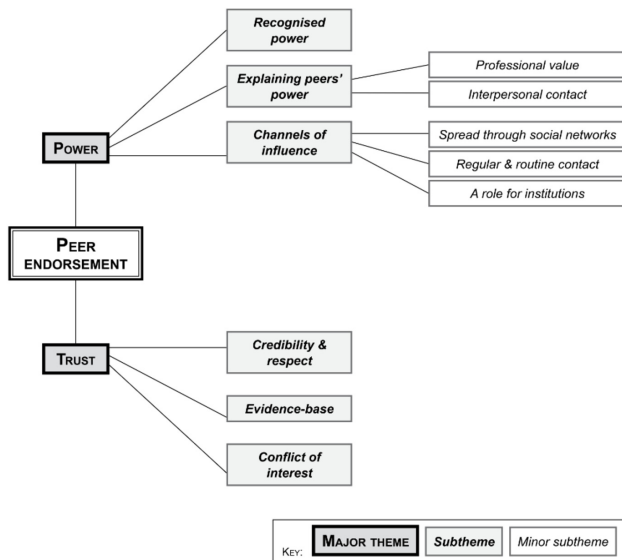 Recognised
power
Explaining peers'
power
Professional value
Interpersonal contact
Channels of
influence
Spread through social networks
Regular & routine contact
A role for institutions
POWER
PEER
ENDORSEMENT
TRUST
Credibility &
respect
Evidence-base
Conflict of
interest
KEY: MAJOR THEME Subtheme Minor subtheme